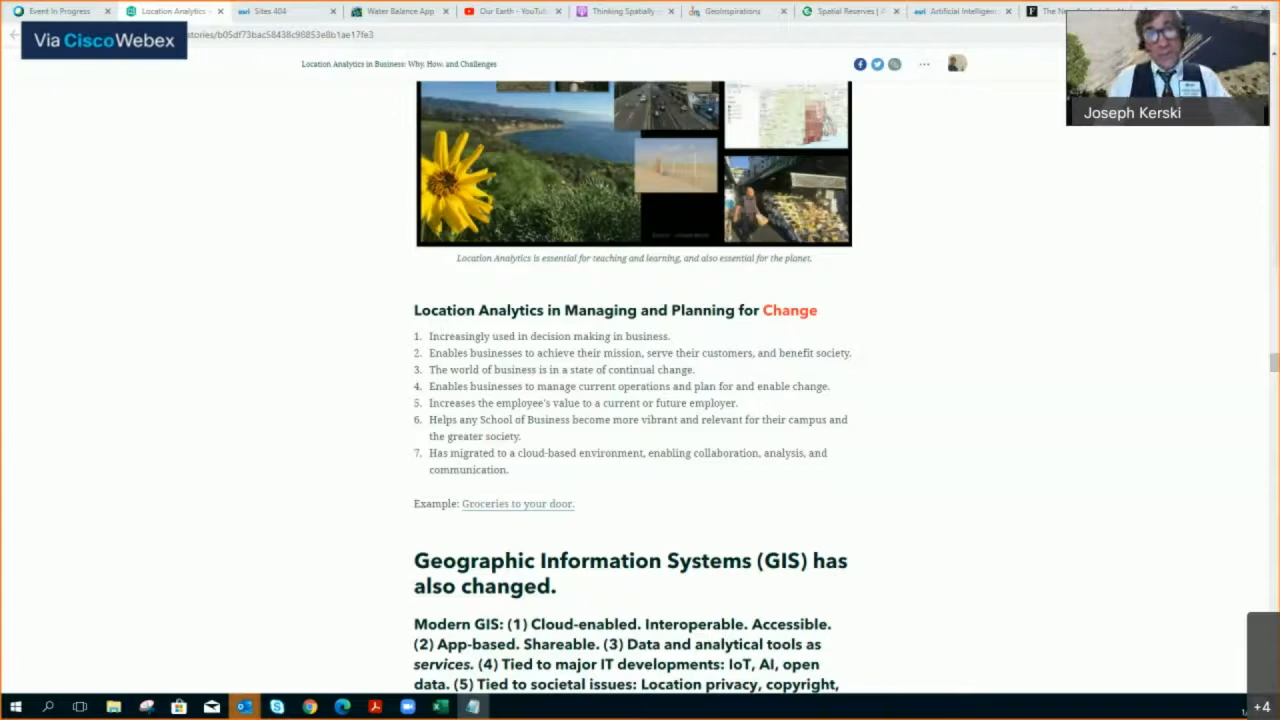 Event In Progress
Location Analytics -
esri
Sites 404
Water Balance App
Our Earth - YouTub
Thinking Spatially
GeoInspirations
Spatial Reserves |
esri
Artificial Intelligen
Via CiscoWebex
stories/b05df73bac58438c98853e8b1ae17fe3
Location Analytics in Business: Why, How, and Challenges
Joseph Kerski
Location Analytics is essential for teaching and learning, and also essential for the planet.
Location Analytics in Managing and Planning for Change
1. Increasingly used in decision making in business.
2. Enables businesses to achieve their mission, serve their customers, and benefit society.
3. The world of business is in a state of continual change.
4. Enables businesses to manage current operations and plan for and enable change.
5. Increases the employee's value to a current or future employer.
6. Helps any School of Business become more vibrant and relevant for their campus and
the greater society.
7. Has migrated to a cloud-based environment, enabling collaboration, analysis, and
communication.
Example: Groceries to your door.
Geographic Information Systems (GIS) has
also changed.
Modern GIS: (1) Cloud-enabled. Interoperable. Accessible.
(2) App-based. Shareable. (3) Data and analytical tools as
services. (4) Tied to major IT developments: IoT, AI, open
data. (5) Tied to societal issues: Location privacy, copyright,
+4